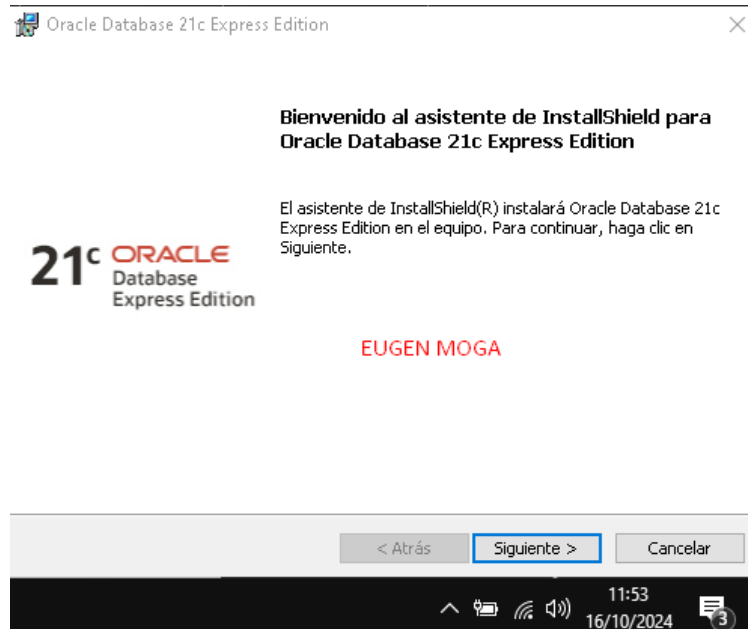 Oracle Database 21c Express Edition
Bienvenido al asistente de InstallShield para
Oracle Database 21c Express Edition
El asistente de InstallShield(R) instalará Oracle Database 21c
Express Edition en el equipo. Para continuar, haga clic en
Siguiente.
21c ORACLE
Database
Express Edition
EUGEN MOGA
< Atrás
Siguiente >
Cancelar
11:53
16/10/2024
3